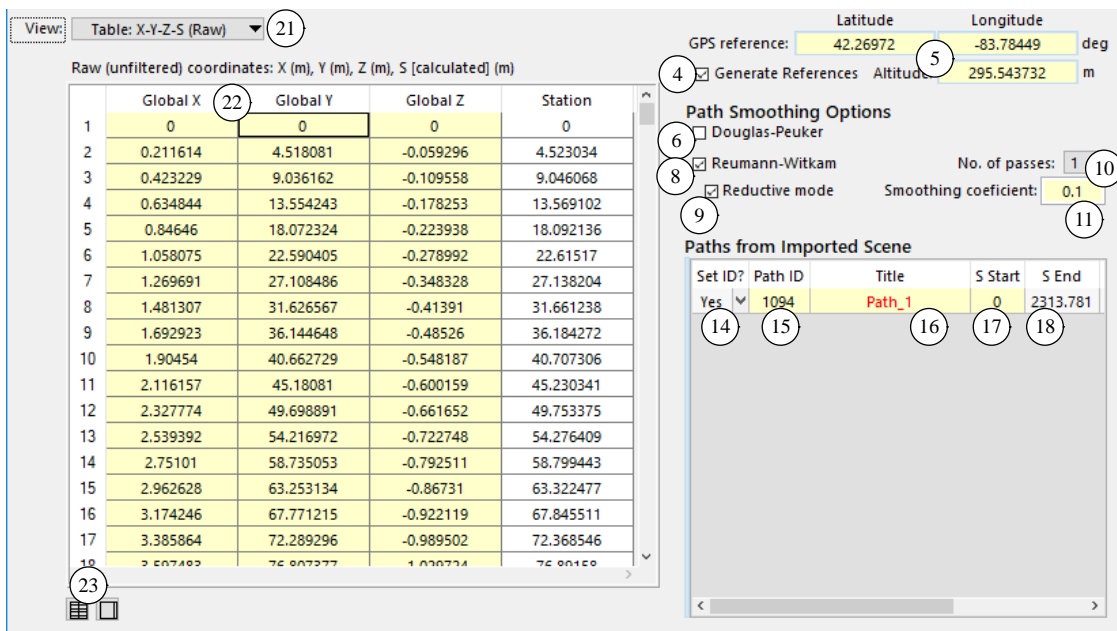 View: Table: X-Y-Z-S (Raw) 21
Raw (unfiltered) coordinates: X (m), Y (m), Z (m), S [calculated] (m)
Global X 22 Global Y Global Z Station
1 0 0 0 0
2 0.211614 4.518081 -0.059296 4.523034
3 0.423229 9.036162 -0.109558 9.046068
4 0.634844 13.554243 -0.178253 13.569102
5 0.84646 18.072324 -0.223938 18.092136
6 1.058075 22.590405 -0.278992 22.61517
7 1.269691 27.108486 -0.348328 27.138204
8 1.481307 31.626567 -0.41391 31.661238
9 1.692923 36.144648 -0.48526 36.184272
10 1.90454 40.662729 -0.548187 40.707306
11 2.116157 45.18081 -0.600159 45.230341
12 2.327774 49.698891 -0.661652 49.753375
13 2.539392 54.216972 -0.722748 54.276409
14 2.75101 58.735053 -0.792511 58.799443
15 2.962628 63.253134 -0.86731 63.322477
16 3.174246 67.771215 -0.922119 67.845511
17 3.385864 72.289296 -0.989502 72.368546
18 3.597483 76.807377 -1.029724 76.89158
23
Latitude Longitude
GPS reference: 42.26972 -83.78449 deg
4 Generate References Altitude: 5 295.543732 m
Path Smoothing Options
6 Douglas-Peuker
8 Reumann-Witkam No. of passes: 1 10
9 Reductive mode Smoothing coeficient: 0.1 11
Paths from Imported Scene
Set ID? Path ID Title S Start S End
Yes 1094 Path_1 0 2313.781
14 15 16 17 18